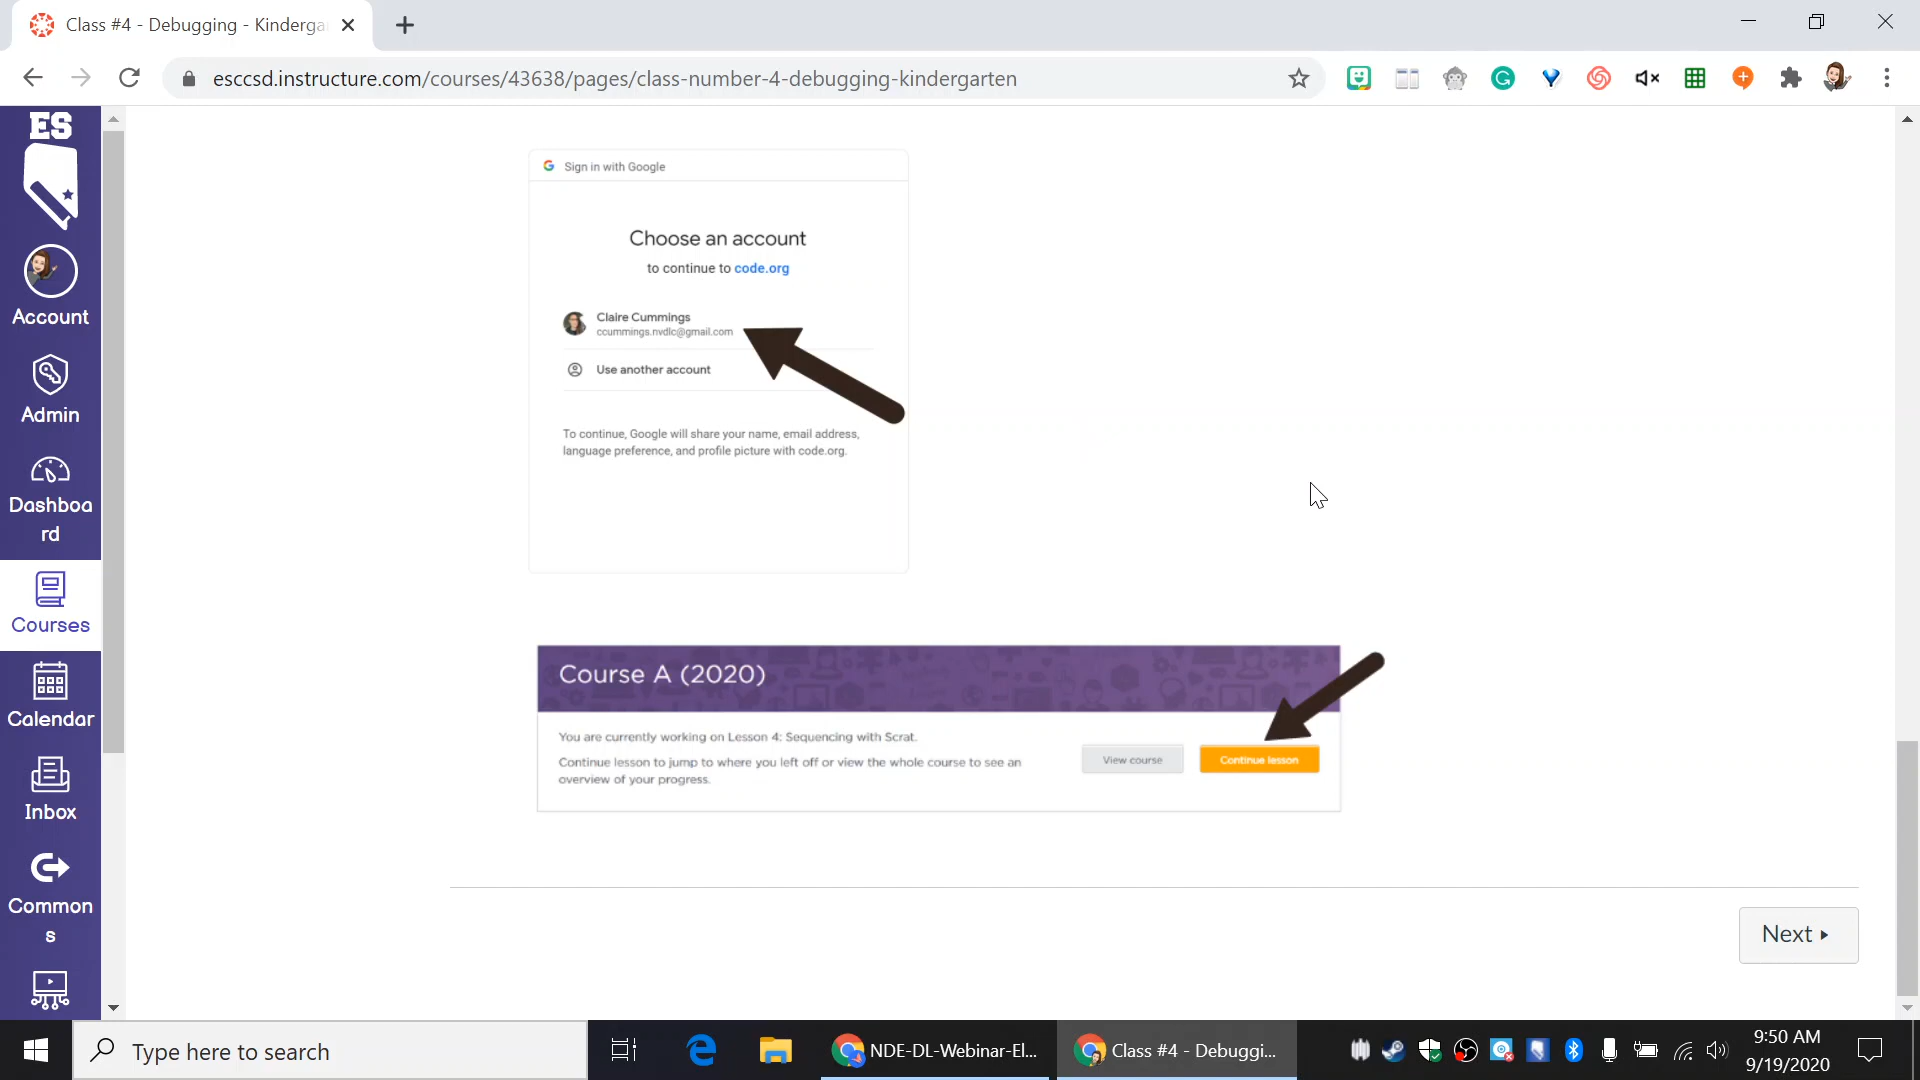 Class #4 - Debugging - Kinderga
esccsd.instructure.com/courses/43638/pages/class-number-4-debugging-kindergarten
ES
Account
Admin
Dashboa
rd
Courses
Calendar
Inbox
Common
s
Sign in with Google
Choose an account
to continue to code.org
Claire Cummings
ccummings.nvdlc@gmail.com
Use another account
To continue, Google will share your name, email address,
language preference, and profile picture with code.org.
Course A (2020)
You are currently working on Lesson 4: Sequencing with Scrat.
Continue lesson to jump to where you left off or view the whole course to see an
overview of your progress.
View course
Continue lesson
Next
Type here to search
NDE-DL-Webinar-El...
Class #4 - Debuggi...
9:50 AM
9/19/2020